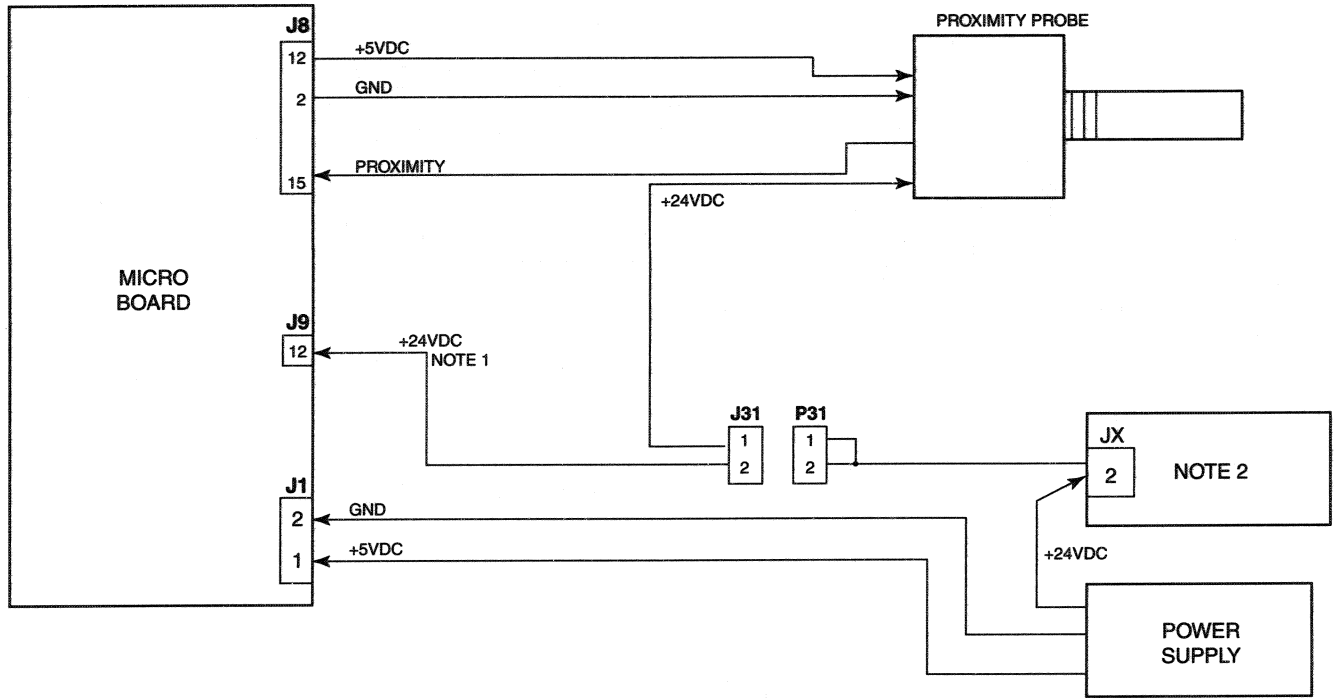 PROXIMITY PROBE
J8
12
+5VDC
2
GND
15
PROXIMITY
+24VDC
MICRO
BOARD
J9
12
+24VDC
NOTE 1
J31
1
2
P31
1
2
JX
2
NOTE 2
J1
2
GND
1
+5VDC
+24VDC
POWER
SUPPLY